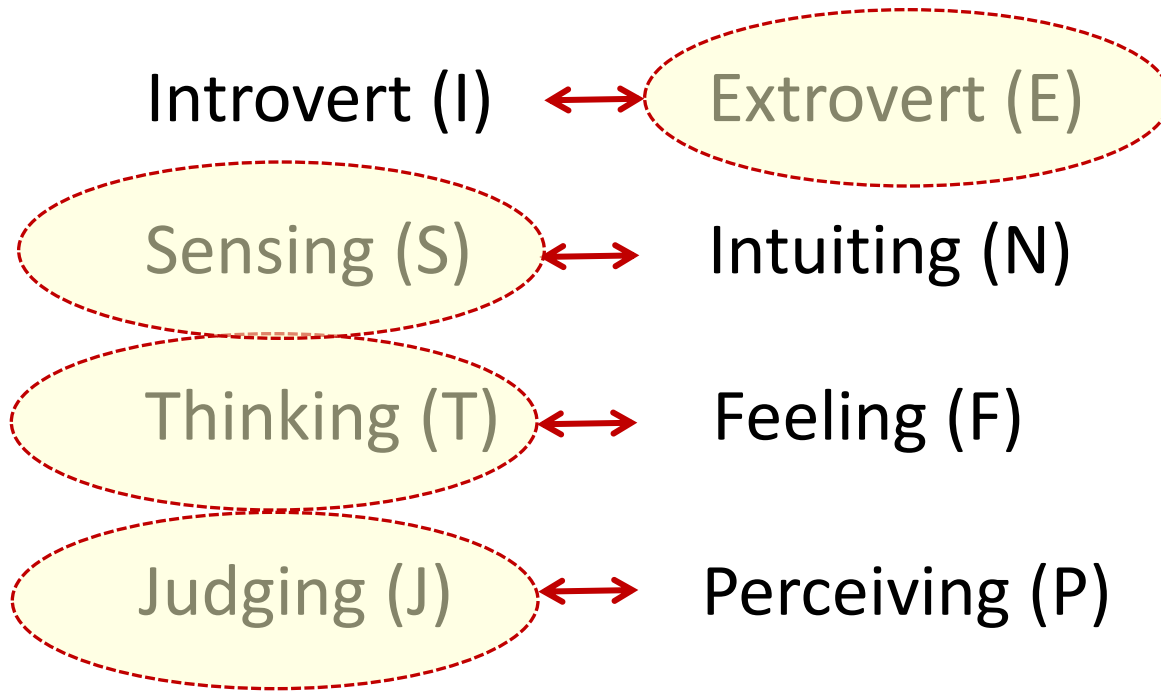 Introvert (I) Extrovert (E)
Sensing (S) Intuiting (N)
Thinking (T) Feeling (F)
Judging (J) Perceiving (P)